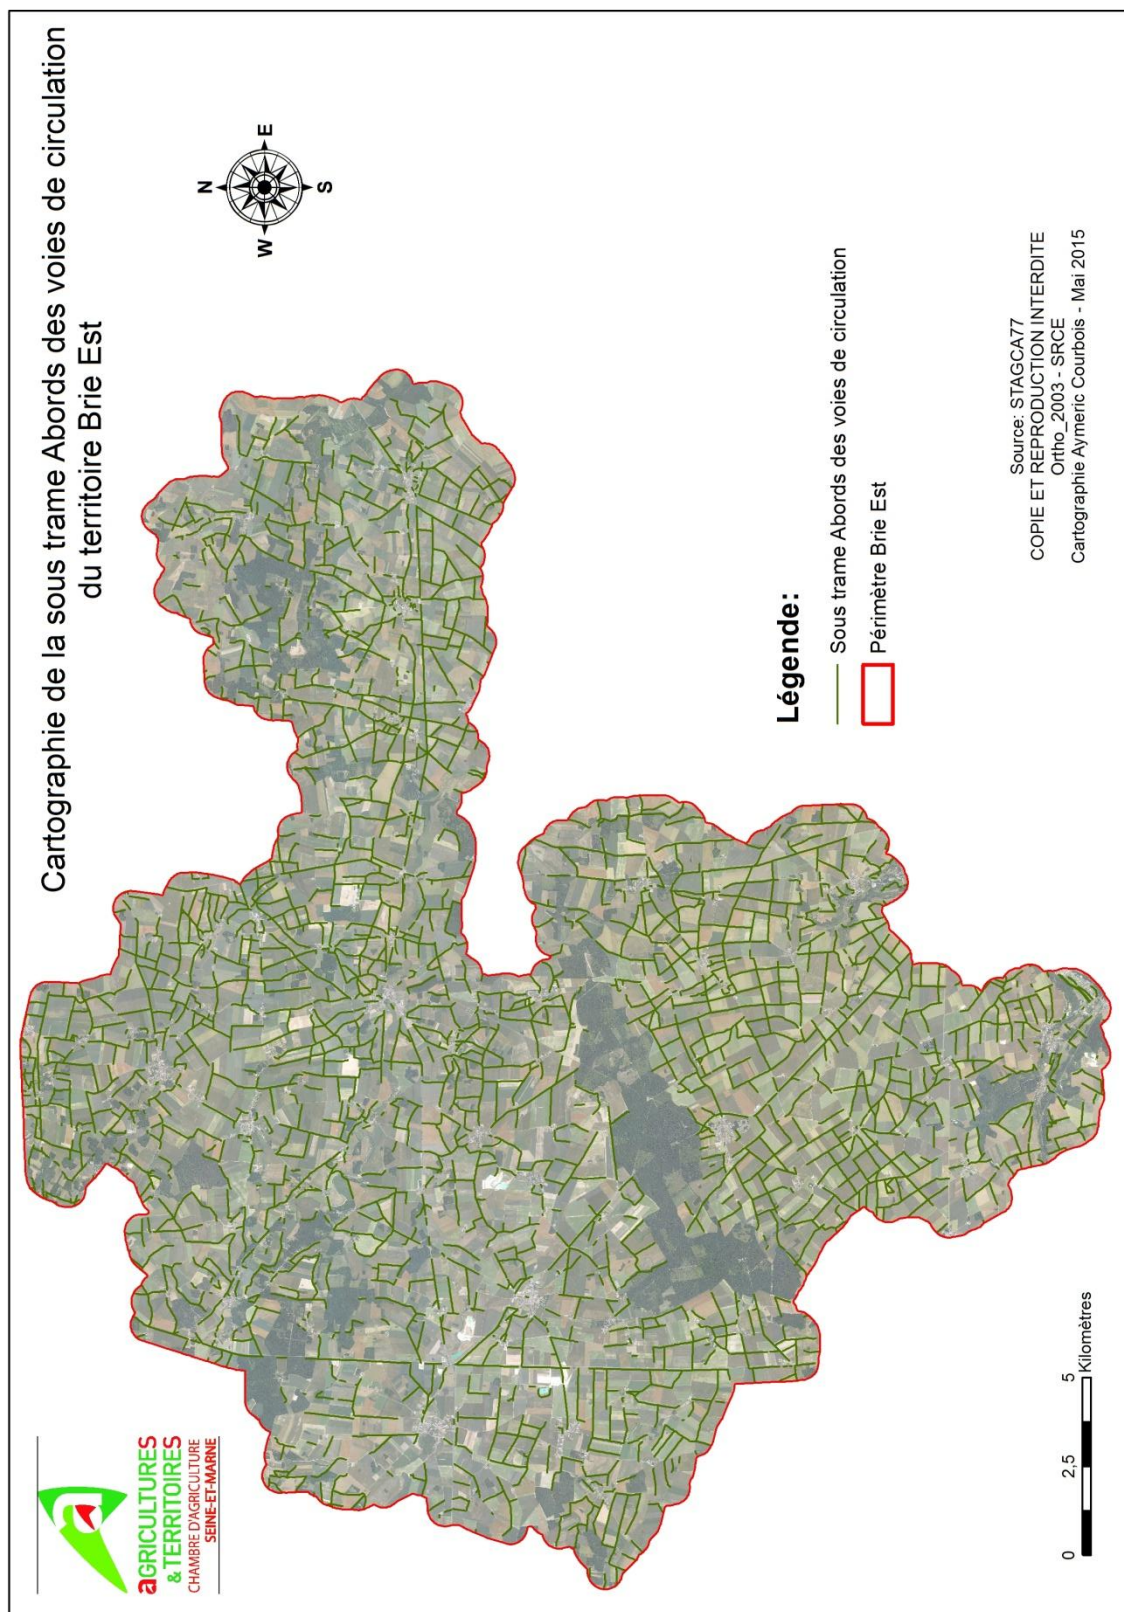 Cartographie de la sous trame Abords des voies de circulation
du territoire Brie Est
N
W
E
S
aGRICULTURES
& TERRITOIRES
CHAMBRE D'AGRICULTURE
SEINE-ET-MARNE
Légende:
Sous trame Abords des voies de circulation
Périmètre Brie Est
Source: STAGCA77
COPIE ET REPRODUCTION INTERDITE
Ortho_2003 - SRCE
Cartographie Aymeric Courbois - Mai 2015
0 2,5 5
Kilomètres